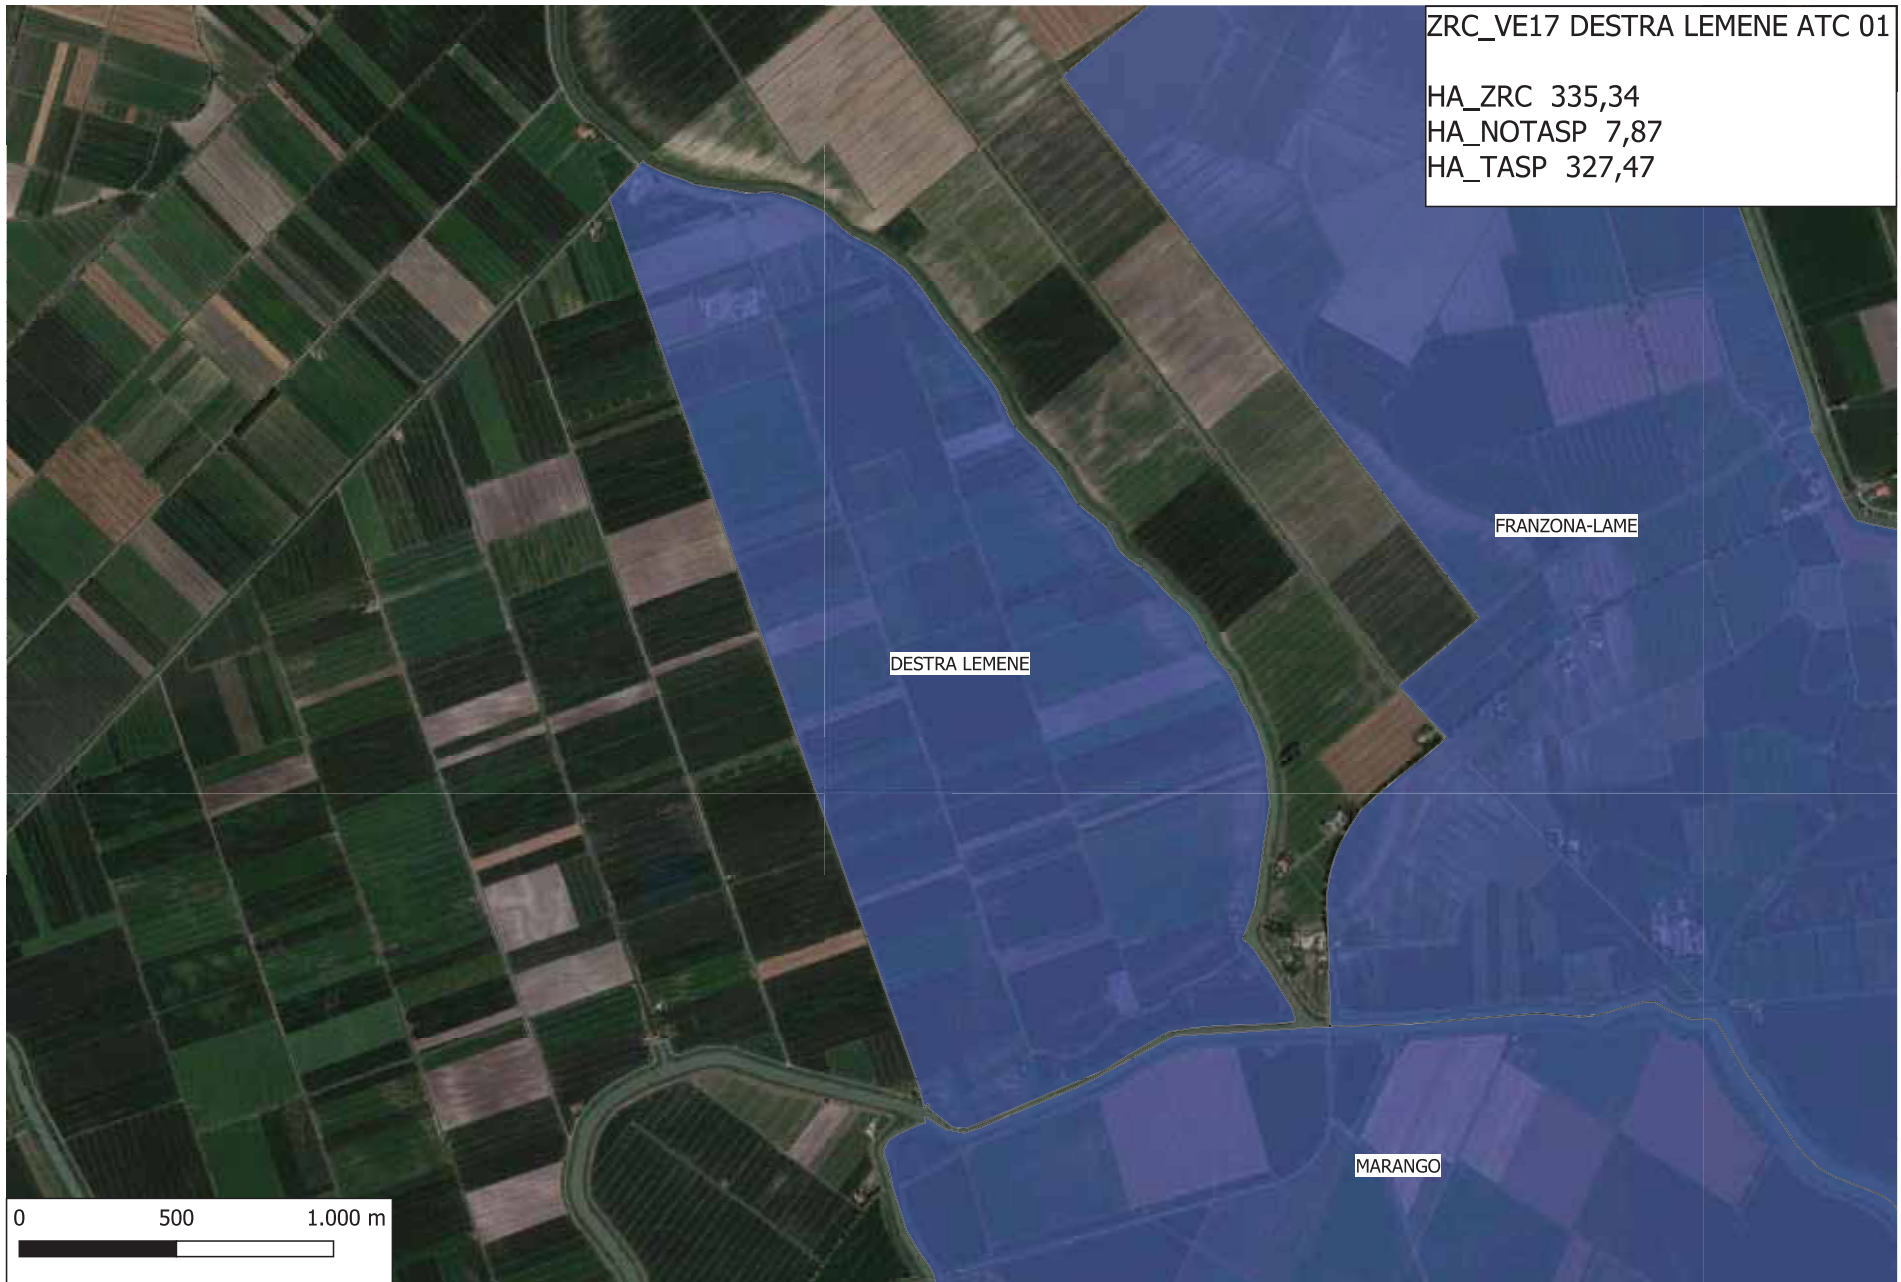 ZRC_VE17 DESTRA LEMENE ATC 01
HA_ZRC 335,34
HA_NOTASP 7,87
HA_TASP 327,47
FRANZONA-LAME
DESTRA LEMENE
MARANGO
0 500 1.000 m